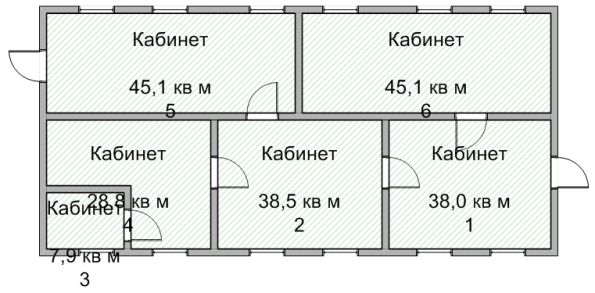 Кабинет
45,1 кв м
5
Кабинет
45,1 кв м
6
Кабинет
28,8 кв м
4
Кабинет
38,5 кв м
2
Кабинет
38,0 кв м
1
Кабинет
7,9 кв м
3